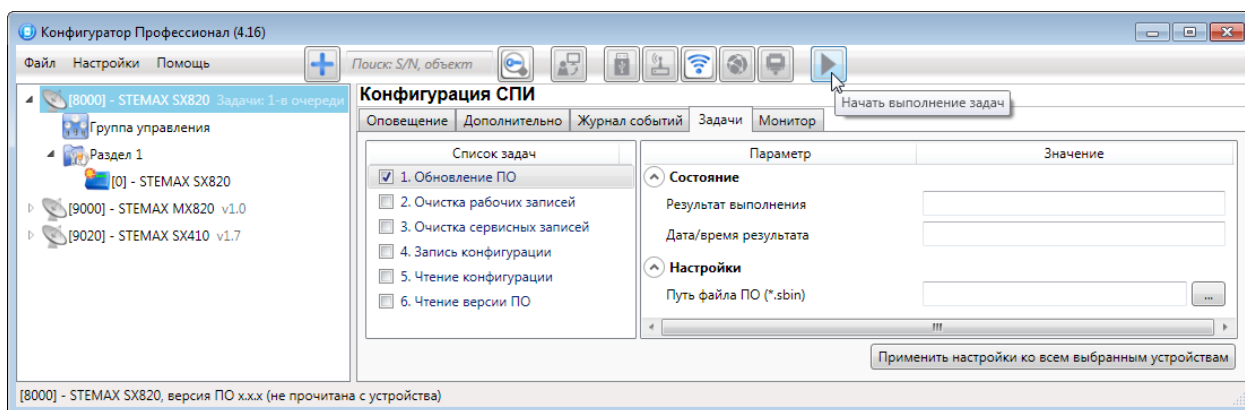 Конфигуратор Профессионал (4.16)
Файл Настройки Помощь Поиск: S/N, объект
Начать выполнение задач
[8000] - STEMAX SX820 Задачи: 1-в очереди
Группа управления
Раздел 1
[0] - STEMAX SX820
[9000] - STEMAX MX820 v1.0
[9020] - STEMAX SX410 v1.7
Конфигурация СПИ
Оповещение Дополнительно Журнал событий Задачи Монитор
Список задач
1. Обновление ПО
2. Очистка рабочих записей
3. Очистка сервисных записей
4. Запись конфигурации
5. Чтение конфигурации
6. Чтение версии ПО
Параметр Значение
Состояние
Результат выполнения
Дата/время результата
Настройки
Путь файла ПО (*.sbin) ...
Применить настройки ко всем выбранным устройствам
[8000] - STEMAX SX820, версия ПО x.x.x (не прочитана с устройства)